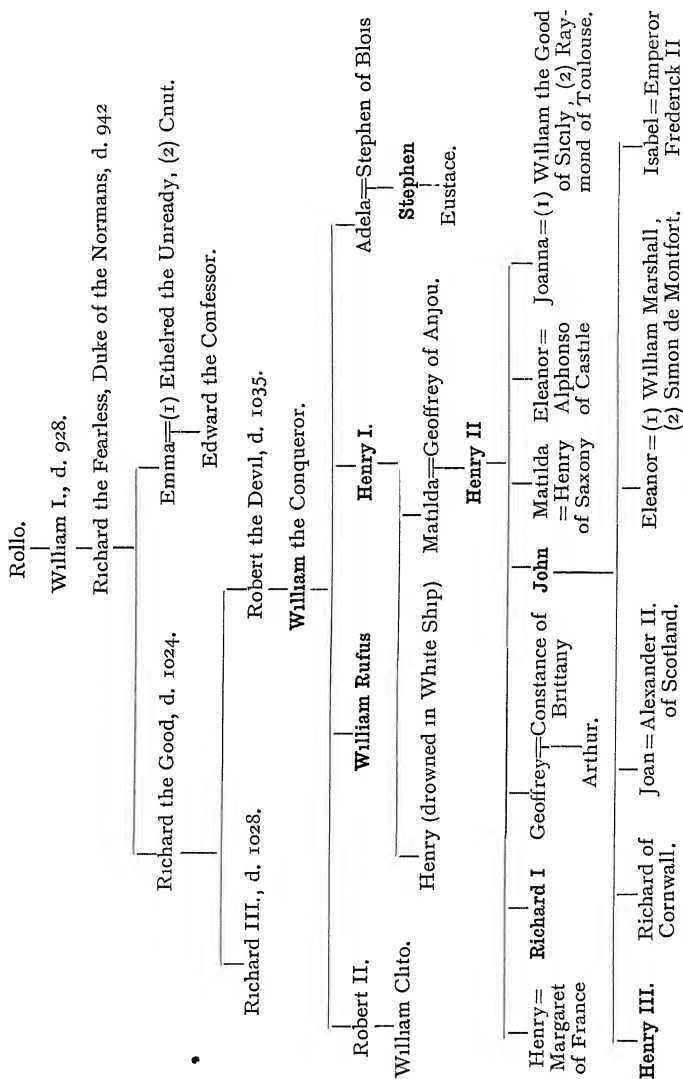 Rollo.
William I., d. 928.
Richard the Fearless, Duke of the Normans, d. 942
Richard the Good, d. 1024.
Emma=(1) Ethelred the Unready, (2) Cnut.
Edward the Confessor.
Richard III., d. 1028.
Robert the Devil, d. 1035.
William the Conqueror.
Robert II.
William Rufus
Henry I.
Adela=Stephen of Blois
William Clito.
Stephen
Eustace.
Henry (drowned in White Ship)
Matilda=Geoffrey of Anjou.
Henry II
Henry=
Margaret
of France
Richard I
Geoffrey=Constance of
Brittany
Arthur.
John
Matilda
=Henry
of Saxony
Eleanor=
Alphonso
of Castile
Joanna=(1) William the Good
of Sicily, (2) Ray-
mond of Toulouse.
Henry III.
Richard of
Cornwall.
Joan=Alexander II.
of Scotland.
Eleanor=(1) William Marshall,
(2) Simon de Montfort.
Isabel=Emperor
Frederick II